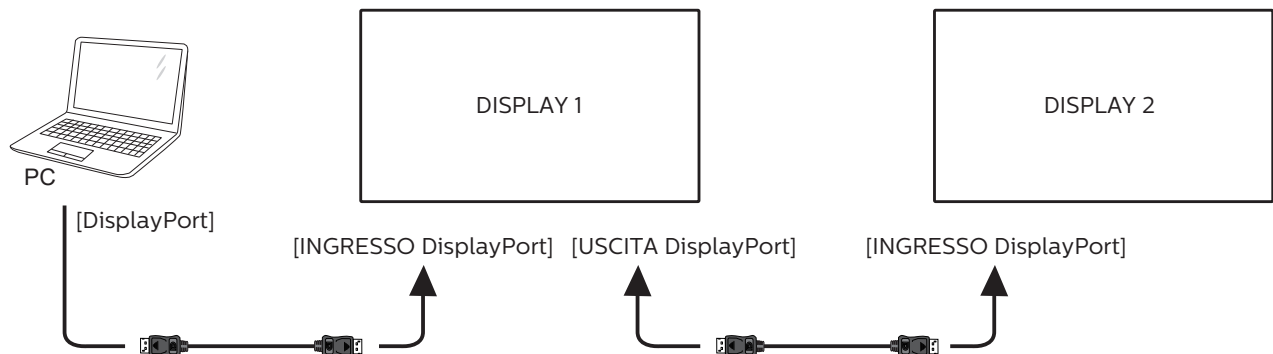 DISPLAY 1
DISPLAY 2
PC
[DisplayPort]
[INGRESSO DisplayPort] [USCITA DisplayPort] [INGRESSO DisplayPort]